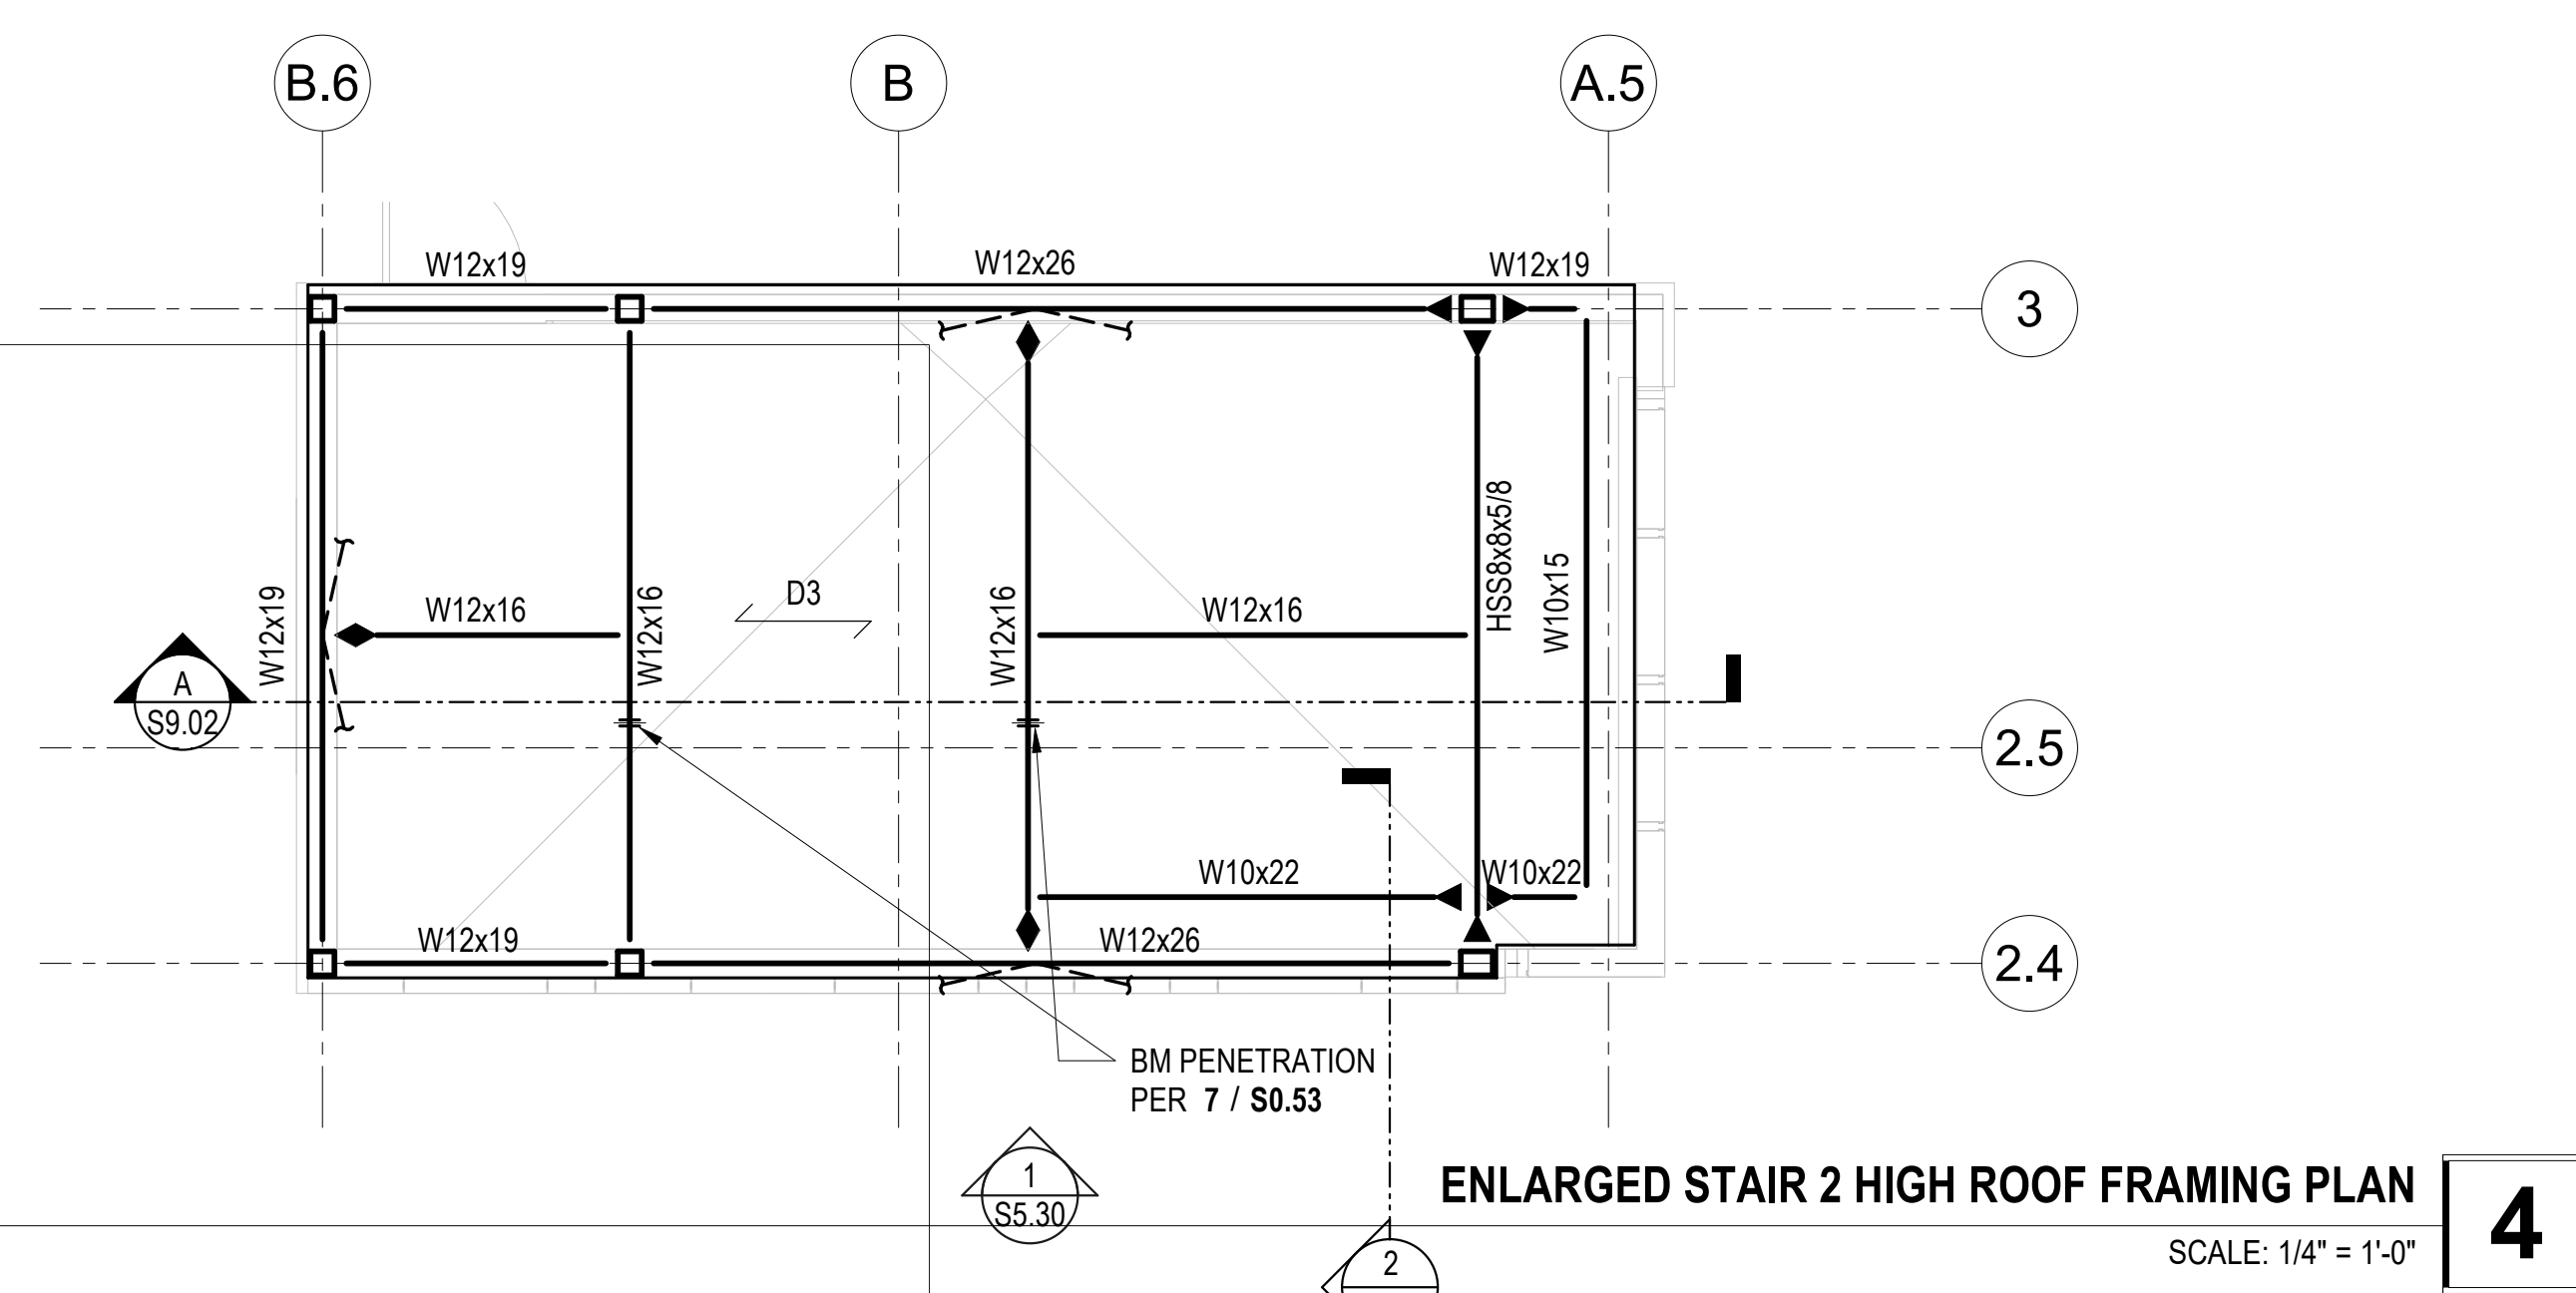 B.6
B
A.5
W12x19
W12x26
W12x19
3
HSS8x8x5/8
W10x15
W12x19
W12x16
W12x16
D3
W12x16
W12x16
A
S9.02
2.5
W10x22
W10x22
W12x19
W12x26
2.4
BM PENETRATION
PER 7 / S0.53
1
S5.30
ENLARGED STAIR 2 HIGH ROOF FRAMING PLAN
4
SCALE: 1/4" = 1'-0"
2